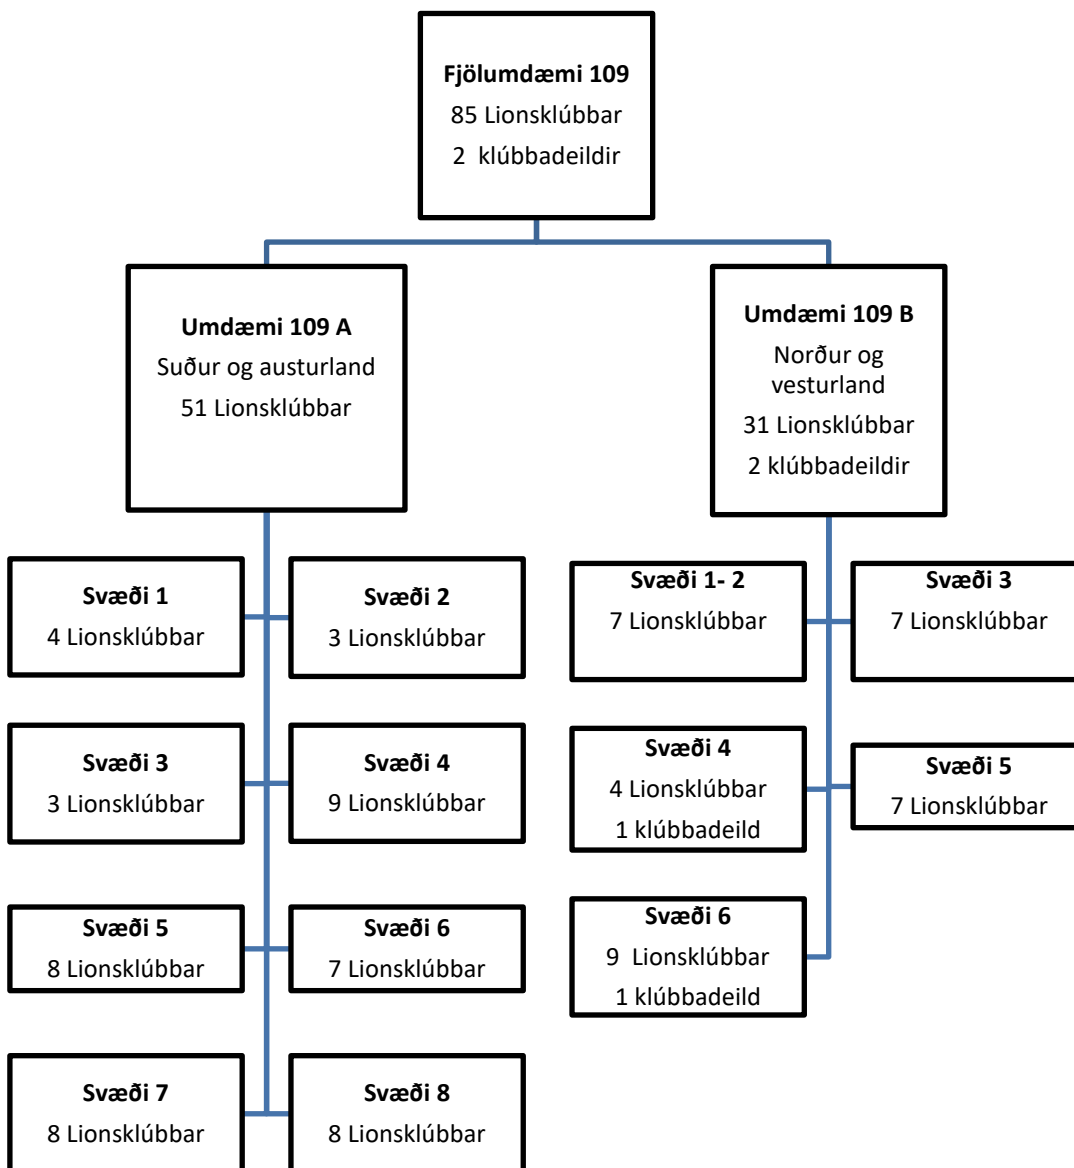 Fjölumdæmi 109
85 Lionsklúbbar
2 klúbbadeildir
Umdæmi 109 A
Suður og austurland
51 Lionsklúbbar
Umdæmi 109 B
Norður og
vesturland
31 Lionsklúbbar
2 klúbbadeildir
Svæði 1
4 Lionsklúbbar
Svæði 2
3 Lionsklúbbar
Svæði 3
3 Lionsklúbbar
Svæði 4
9 Lionsklúbbar
Svæði 5
8 Lionsklúbbar
Svæði 6
7 Lionsklúbbar
Svæði 7
8 Lionsklúbbar
Svæði 8
8 Lionsklúbbar
Svæði 1- 2
7 Lionsklúbbar
Svæði 3
7 Lionsklúbbar
Svæði 4
4 Lionsklúbbar
1 klúbbadeild
Svæði 5
7 Lionsklúbbar
Svæði 6
9 Lionsklúbbar
1 klúbbadeild